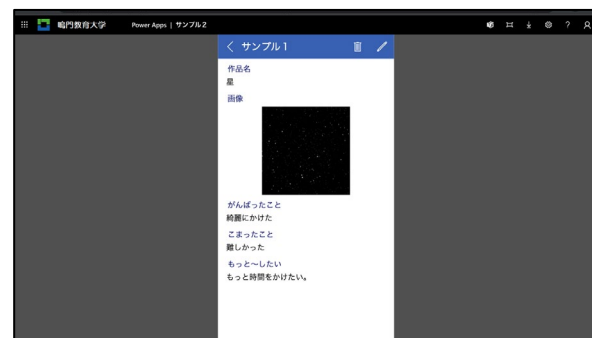 鳴門教育大学 Power Apps | サンプル2
?
サンプル1
作品名
星
画像
がんばったこと
綺麗にかけた
こまったこと
難しかった
もっと〜したい
もっと時間をかけたい。